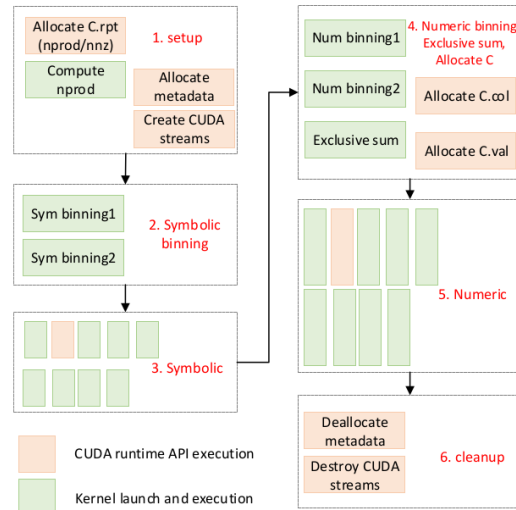 Allocate C.rpt
(nprod/nnz)
1. setup
Compute
nprod
Allocate
metadata
Create CUDA
streams
Sym binning1
2. Symbolic
binning
Sym binning2
3. Symbolic
CUDA runtime API execution
Kernel launch and execution
Num binning1
4. Numeric binning
Exclusive sum,
Allocate C
Num binning2
Allocate C.col
Exclusive sum
Allocate C.val
5. Numeric
Deallocate
metadata
Destroy CUDA
streams
6. cleanup